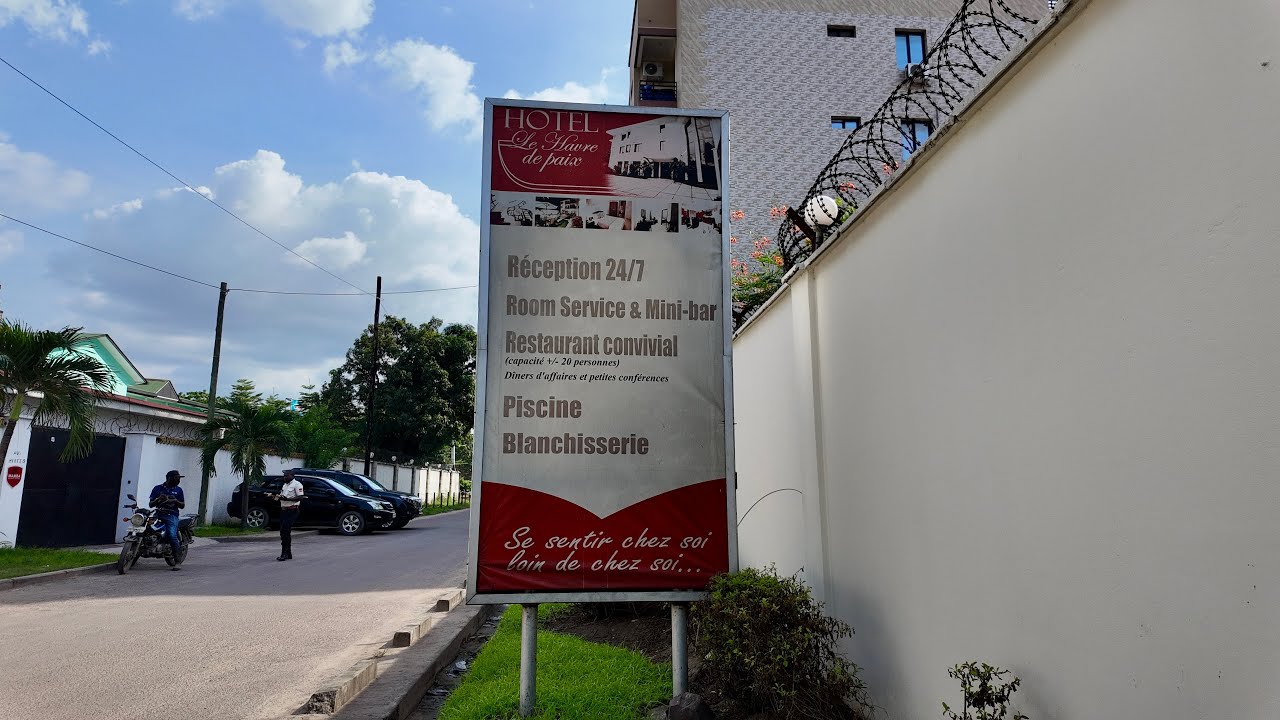 HOTEL
Le Havre
de paix
Réception 24/7
Room Service & Mini-bar
Restaurant convivial
(capacité +/- 20 personnes)
Dîners d'affaires et petites conférences
Piscine
Blanchisserie
Se sentir chez soi
loin de chez soi...